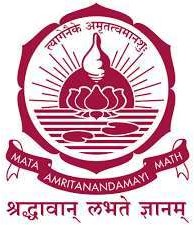 त्यागेनैके अमृतत्वमानशुः
MATA AMRITANANDAMAYI MATH
श्रद्धावान् लभते ज्ञानम्